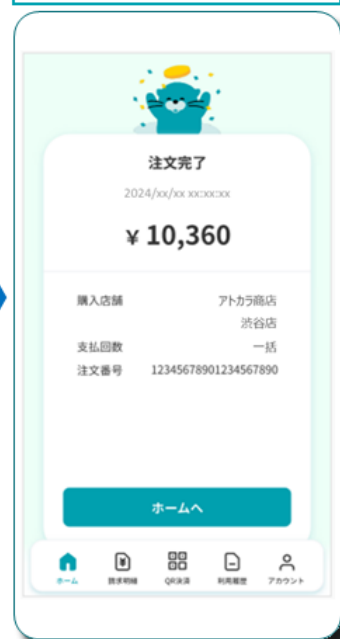 注文完了
2024/xx/xx xx:xx:xx
¥ 10,360
購入店舗 アトカラ商店
渋谷店
支払回数 一括
注文番号 12345678901234567890
ホームへ
ホーム 請求明細 QR決済 利用履歴 アカウント